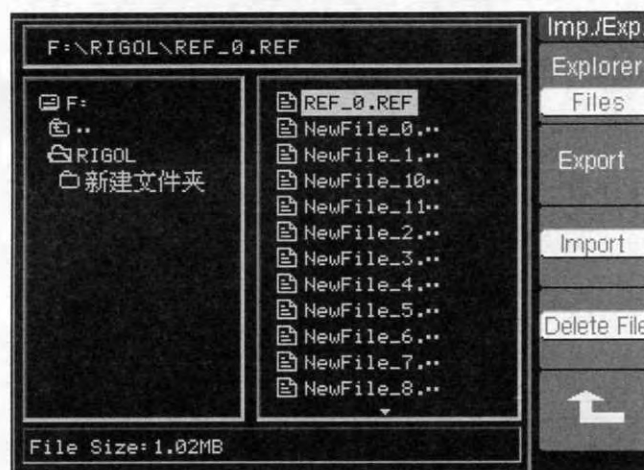 F:\RIGOL\REF_0.REF
F:
..
RIGOL
新建文件夹
REF_0.REF
NewFile_0...
NewFile_1...
NewFile_10..
NewFile_11..
NewFile_2...
NewFile_3...
NewFile_4...
NewFile_5...
NewFile_6...
NewFile_7...
NewFile_8...
File Size:1.02MB
Imp./Exp.
Explorer
Files
Export
Import
Delete File